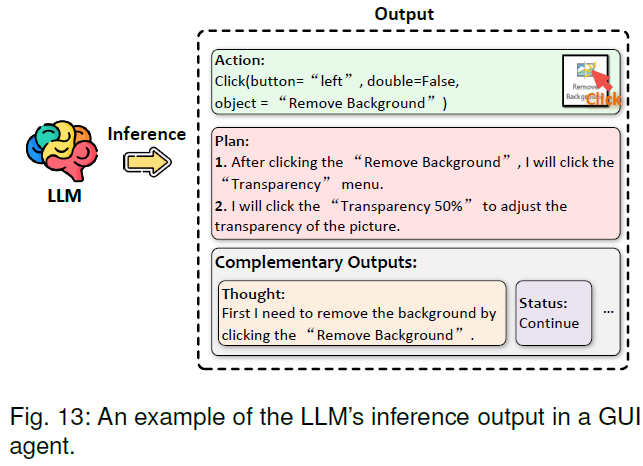 Output
Action:
Click(button=“left”, double=False,
object = “Remove Background”)
Remove
Background
Click
Inference
LLM
Plan:
1. After clicking the “Remove Background”, I will click the
“Transparency” menu.
2. I will click the “Transparency 50%” to adjust the
transparency of the picture.
Complementary Outputs:
Thought:
First I need to remove the background by
clicking the “Remove Background”.
Status:
Continue
...
Fig. 13: An example of the LLM’s inference output in a GUI
agent.